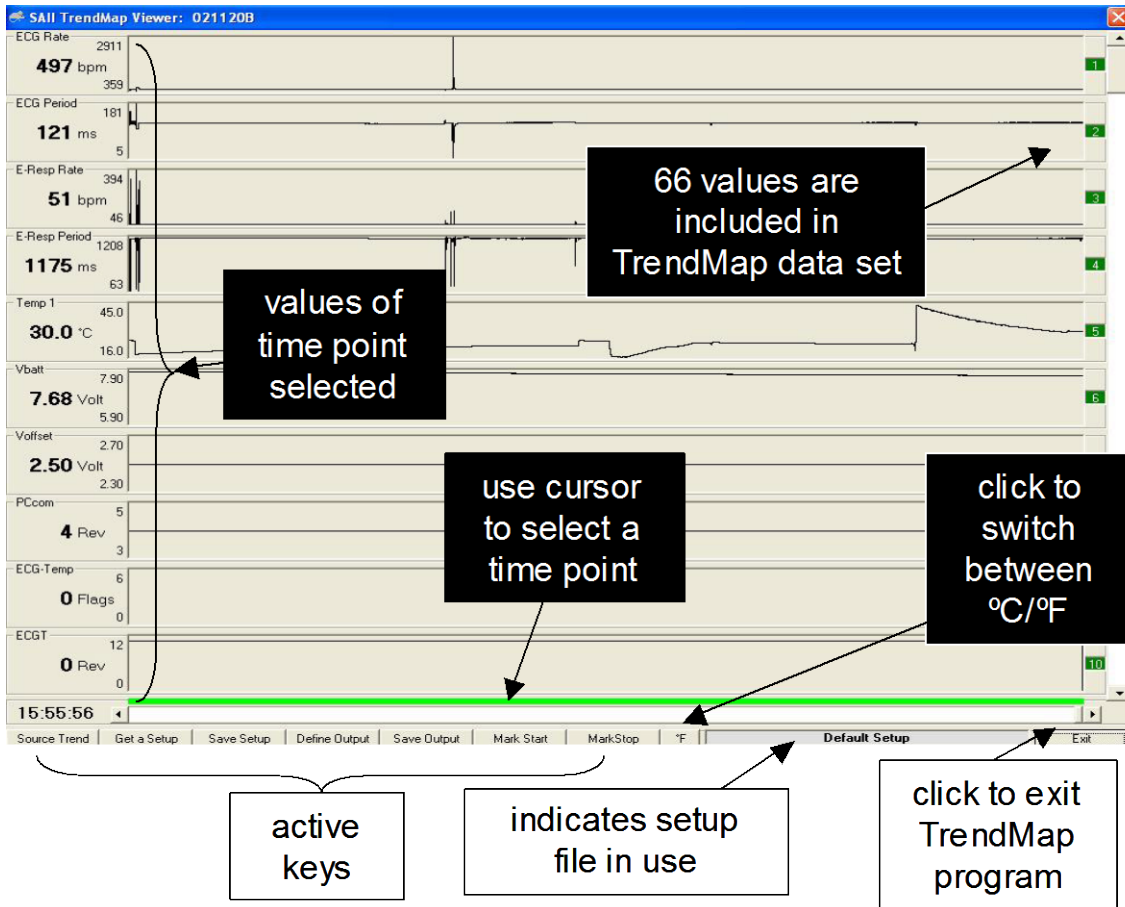 SAII TrendMap Viewer: 021120B
ECG Rate
2911
497 bpm
359
1
ECG Period
181
121 ms
5
2
E-Resp Rate
394
51 bpm
46
3
E-Resp Period
1208
1175 ms
63
4
Temp 1
45.0
30.0 °C
16.0
5
Vbatt
7.90
7.68 Volt
5.90
6
Voffset
2.70
2.50 Volt
2.30
PCcom
5
4 Rev
3
ECG-Temp
6
0 Flags
0
ECGT
12
0 Rev
0
10
66 values are
included in
TrendMap data set
values of
time point
selected
use cursor
to select a
time point
click to
switch
between
ºC/ºF
15:55:56
Source Trend Get a Setup Save Setup Define Output Save Output Mark Start MarkStop °F Default Setup Exit
active
keys
indicates setup
file in use
click to exit
TrendMap
program